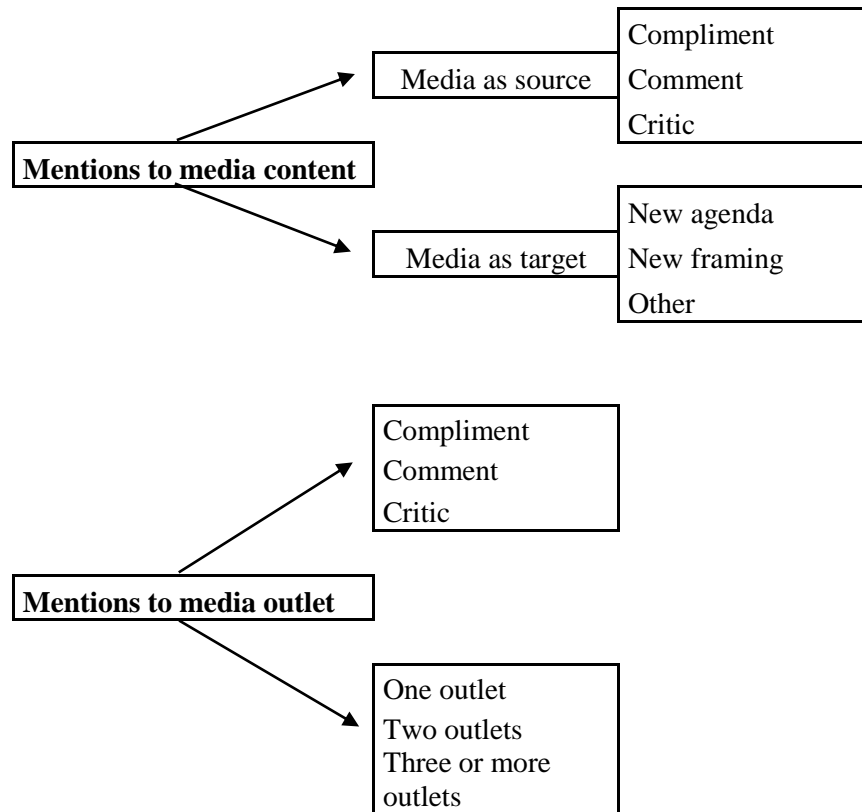 Mentions to media content
Media as source
Compliment
Comment
Critic
Media as target
New agenda
New framing
Other
Mentions to media outlet
Compliment
Comment
Critic
One outlet
Two outlets
Three or more
outlets